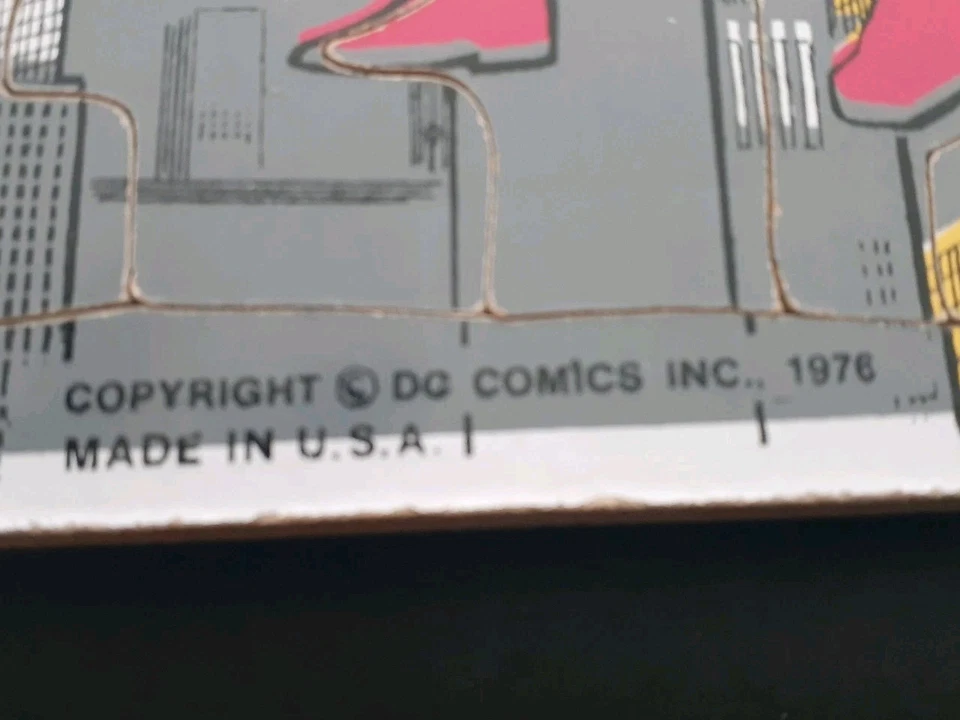 COPYRIGHT © DC COMICS INC., 1976
MADE IN U.S.A.